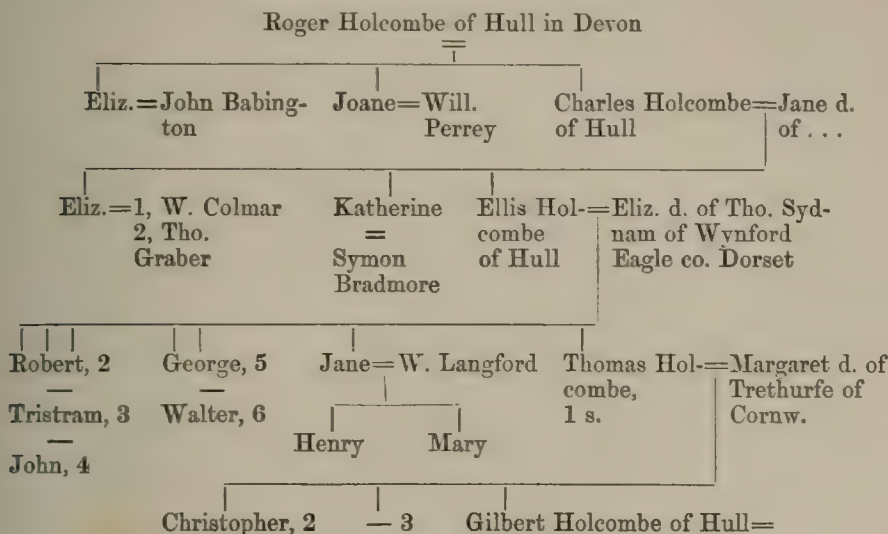 Roger Holcombe of Hull in Devon
Eliz.=John Babing- Joane=Will. Charles Holcombe=Jane d.
ton Perrey of Hull of . . .
Eliz.=1, W. Colmar Katherine Ellis Hol-=Eliz. d. of Tho. Syd-
2, Tho. = combe nam of Wynford
Graber Symon of Hull Eagle co. Dorset
Bradmore
Robert, 2 George, 5 Jane=W. Langford Thomas Hol-=Margaret d. of
— — combe, Trethurfe of
Tristram, 3 Walter, 6 1 s. Cornw.
— Henry Mary
John, 4
Christopher, 2 — 3 Gilbert Holcombe of Hull=